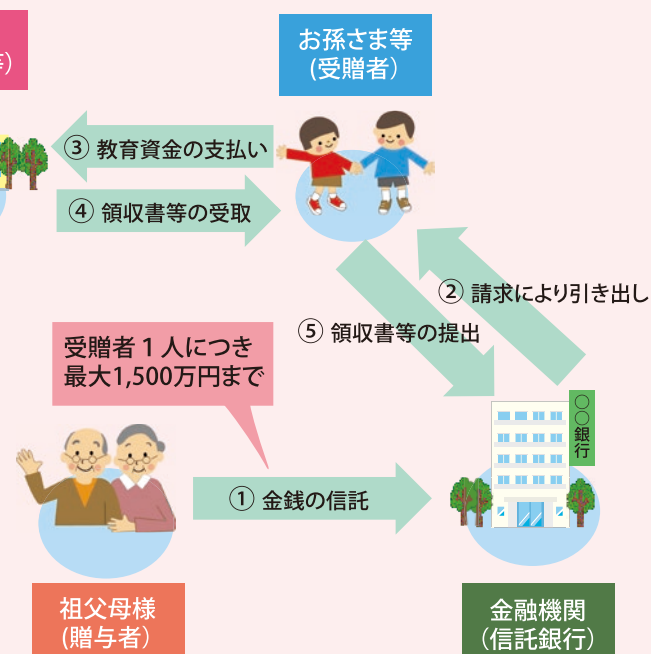 等）
お孫さま等
(受贈者）
③ 教育資金の支払い
④ 領収書等の受取
② 請求により引き出し
⑤ 領収書等の提出
受贈者１人につき
最大1,500万円まで
〇〇銀行
① 金銭の信託
祖父母様
(贈与者）
金融機関
（信託銀行）